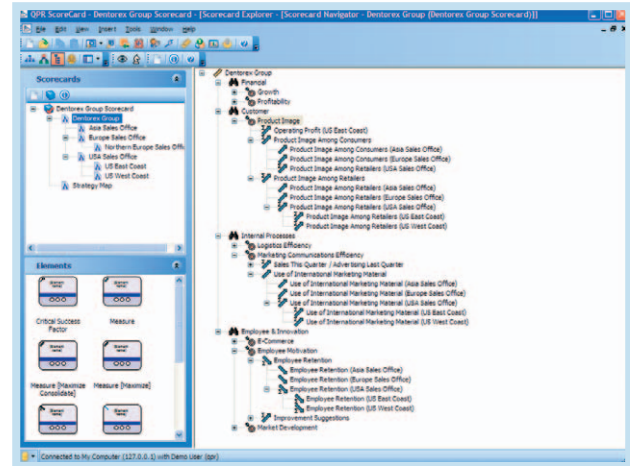 QPR ScoreCard - Dentorex Group Scorecard - [Scorecard Explorer - [Scorecard Navigator - Dentorex Group (Dentorex Group Scorecard)]]
File Edit View Insert Tools Window Help
Scorecards
Dentorex Group Scorecard
Dentorex Group
Asia Sales Office
Europe Sales Office
Northern Europe Sales Offi
USA Sales Office
US East Coast
US West Coast
Strategy Map
Elements
Critical Success Factor
Measure
Measure [Maximize Consolidate]
Measure [Maximize]
Dentorex Group
Financial
Growth
Profitability
Customer
Product Image
Operating Profit (US East Coast)
Product Image Among Consumers
Product Image Among Consumers (Asia Sales Office)
Product Image Among Consumers (Europe Sales Office)
Product Image Among Consumers (USA Sales Office)
Product Image Among Retailers
Product Image Among Retailers (Asia Sales Office)
Product Image Among Retailers (Europe Sales Office)
Product Image Among Retailers (USA Sales Office)
Product Image Among Retailers (US East Coast)
Product Image Among Retailers (US West Coast)
Internal Processes
Logistics Efficiency
Marketing Communications Efficiency
Sales This Quarter / Advertising Last Quarter
Use of International Marketing Material
Use of International Marketing Material (Asia Sales Office)
Use of International Marketing Material (Europe Sales Office)
Use of International Marketing Material (USA Sales Office)
Use of International Marketing Material (US East Coast)
Use of International Marketing Material (US West Coast)
Employee & Innovation
E-Commerce
Employee Motivation
Employee Retention
Employee Retention (Asia Sales Office)
Employee Retention (Europe Sales Office)
Employee Retention (USA Sales Office)
Employee Retention (US East Coast)
Employee Retention (US West Coast)
Improvement Suggestions
Market Development
Connected to My Computer (127.0.0.1) with Demo User (qpr)